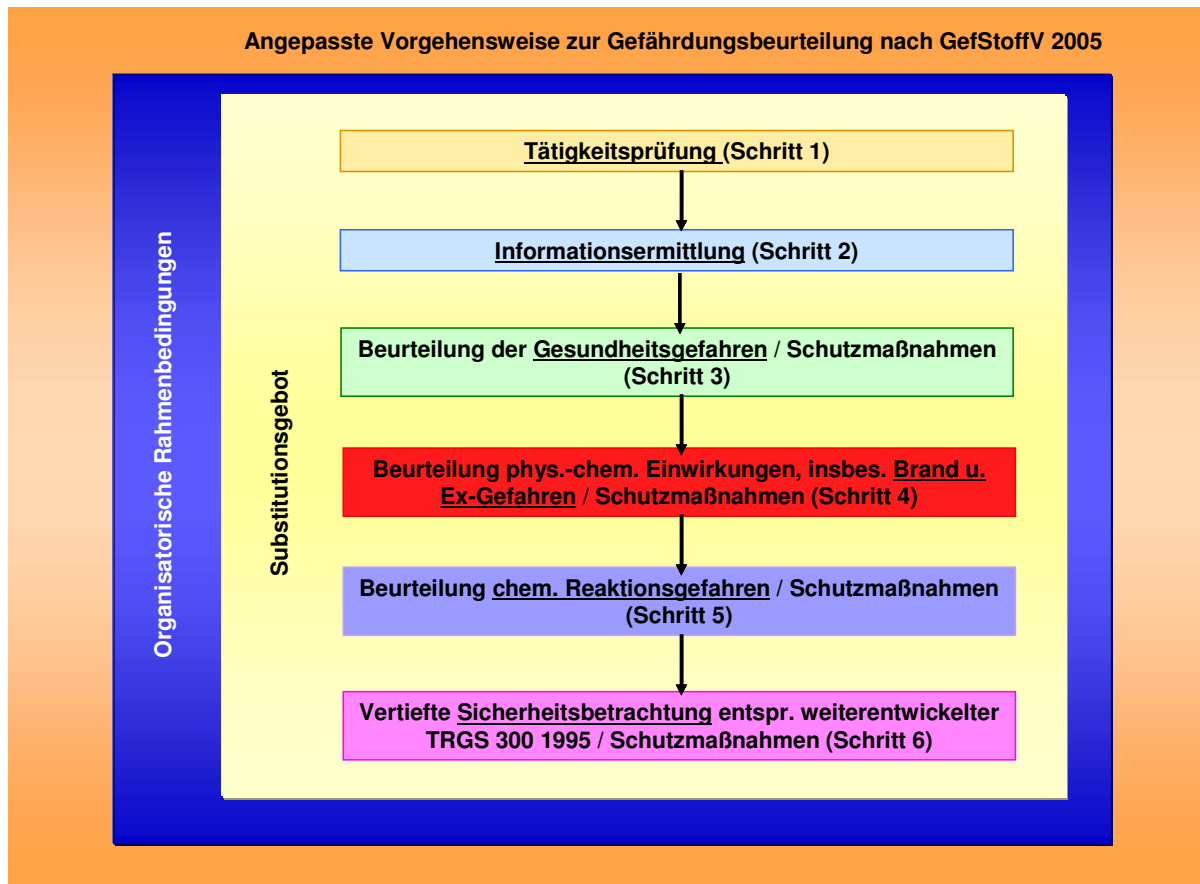 Angepasste Vorgehensweise zur Gefährdungsbeurteilung nach GefStoffV 2005
Organisatorische Rahmenbedingungen
Substitutionsgebot
Tätigkeitsprüfung (Schritt 1)
Informationsermittlung (Schritt 2)
Beurteilung der Gesundheitsgefahren / Schutzmaßnahmen
(Schritt 3)
Beurteilung phys.-chem. Einwirkungen, insbes. Brand u.
Ex-Gefahren / Schutzmaßnahmen (Schritt 4)
Beurteilung chem. Reaktionsgefahren / Schutzmaßnahmen
(Schritt 5)
Vertiefte Sicherheitsbetrachtung entspr. weiterentwickelter
TRGS 300 1995 / Schutzmaßnahmen (Schritt 6)